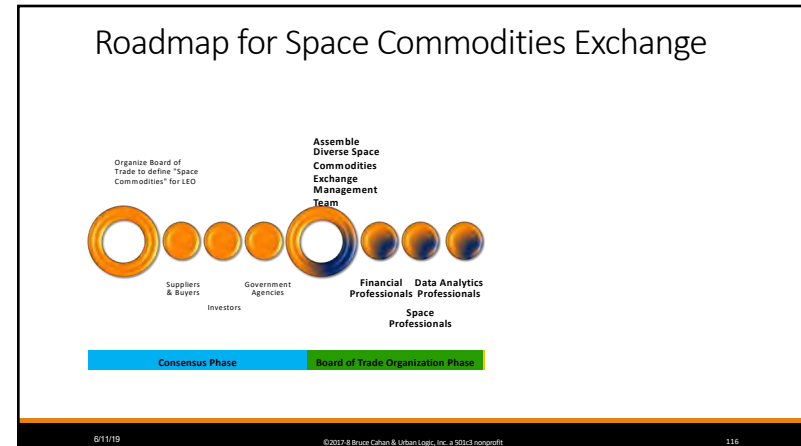 Roadmap for Space Commodities Exchange
Organize Board of
Trade to define "Space
Commodities" for LEO
Assemble
Diverse Space
Commodities
Exchange
Management
Team
Suppliers
& Buyers
Investors
Government
Agencies
Financial
Professionals
Space
Professionals
Data Analytics
Professionals
Consensus Phase
Board of Trade Organization Phase
6/11/19
©2017-8 Bruce Cahan & Urban Logic, Inc. a 501c3 nonprofit
116